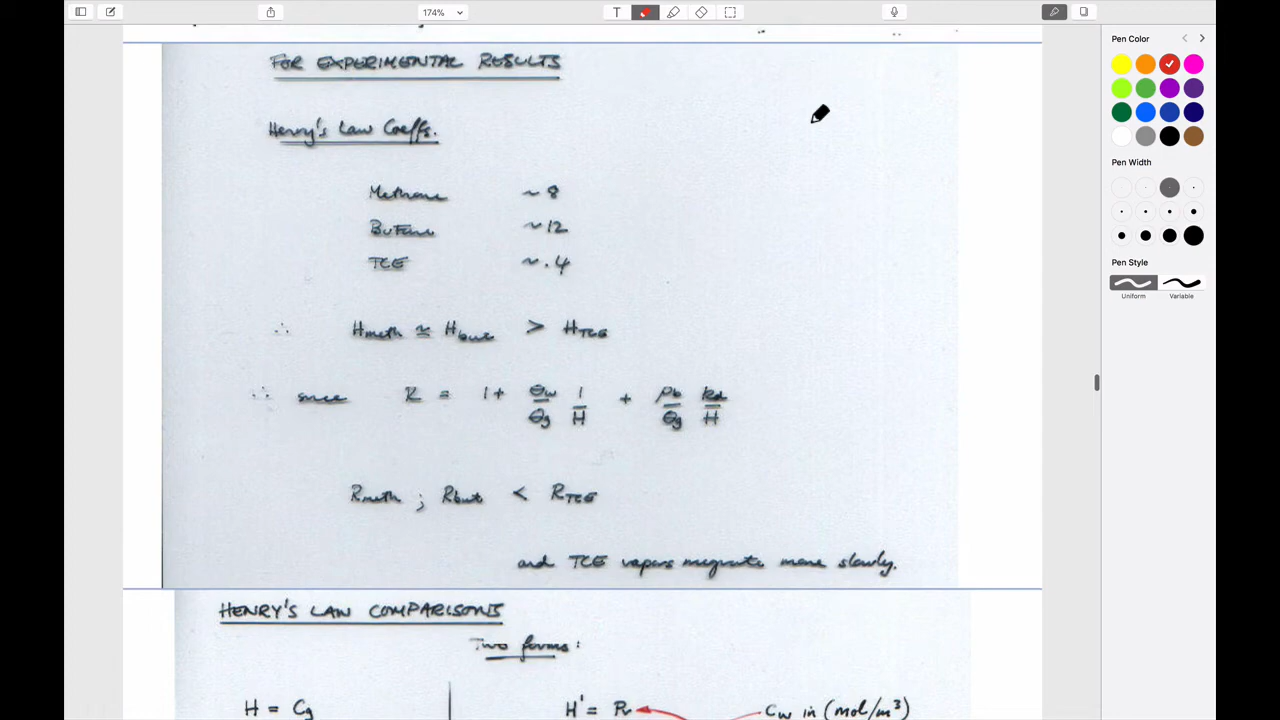 174%
T
Pen Color
Pen Width
Pen Style
Uniform Variable
FOR EXPERIMENTAL RESULTS
Henry's Law Coeffs.
Methane ~ 8
Butane ~ 12
TCE ~ .4
∴ Hmeth ≃ Hbut > HTCE
∴ since R = 1 + θw/θg 1/H + ρb/θg kd/H
Rmeth ; Rbut < RTCE
and TCE vapors migrate more slowly.
HENRY'S LAW COMPARISONS
Two forms:
H = Cg H' = Pv Cw in (mol/m³)